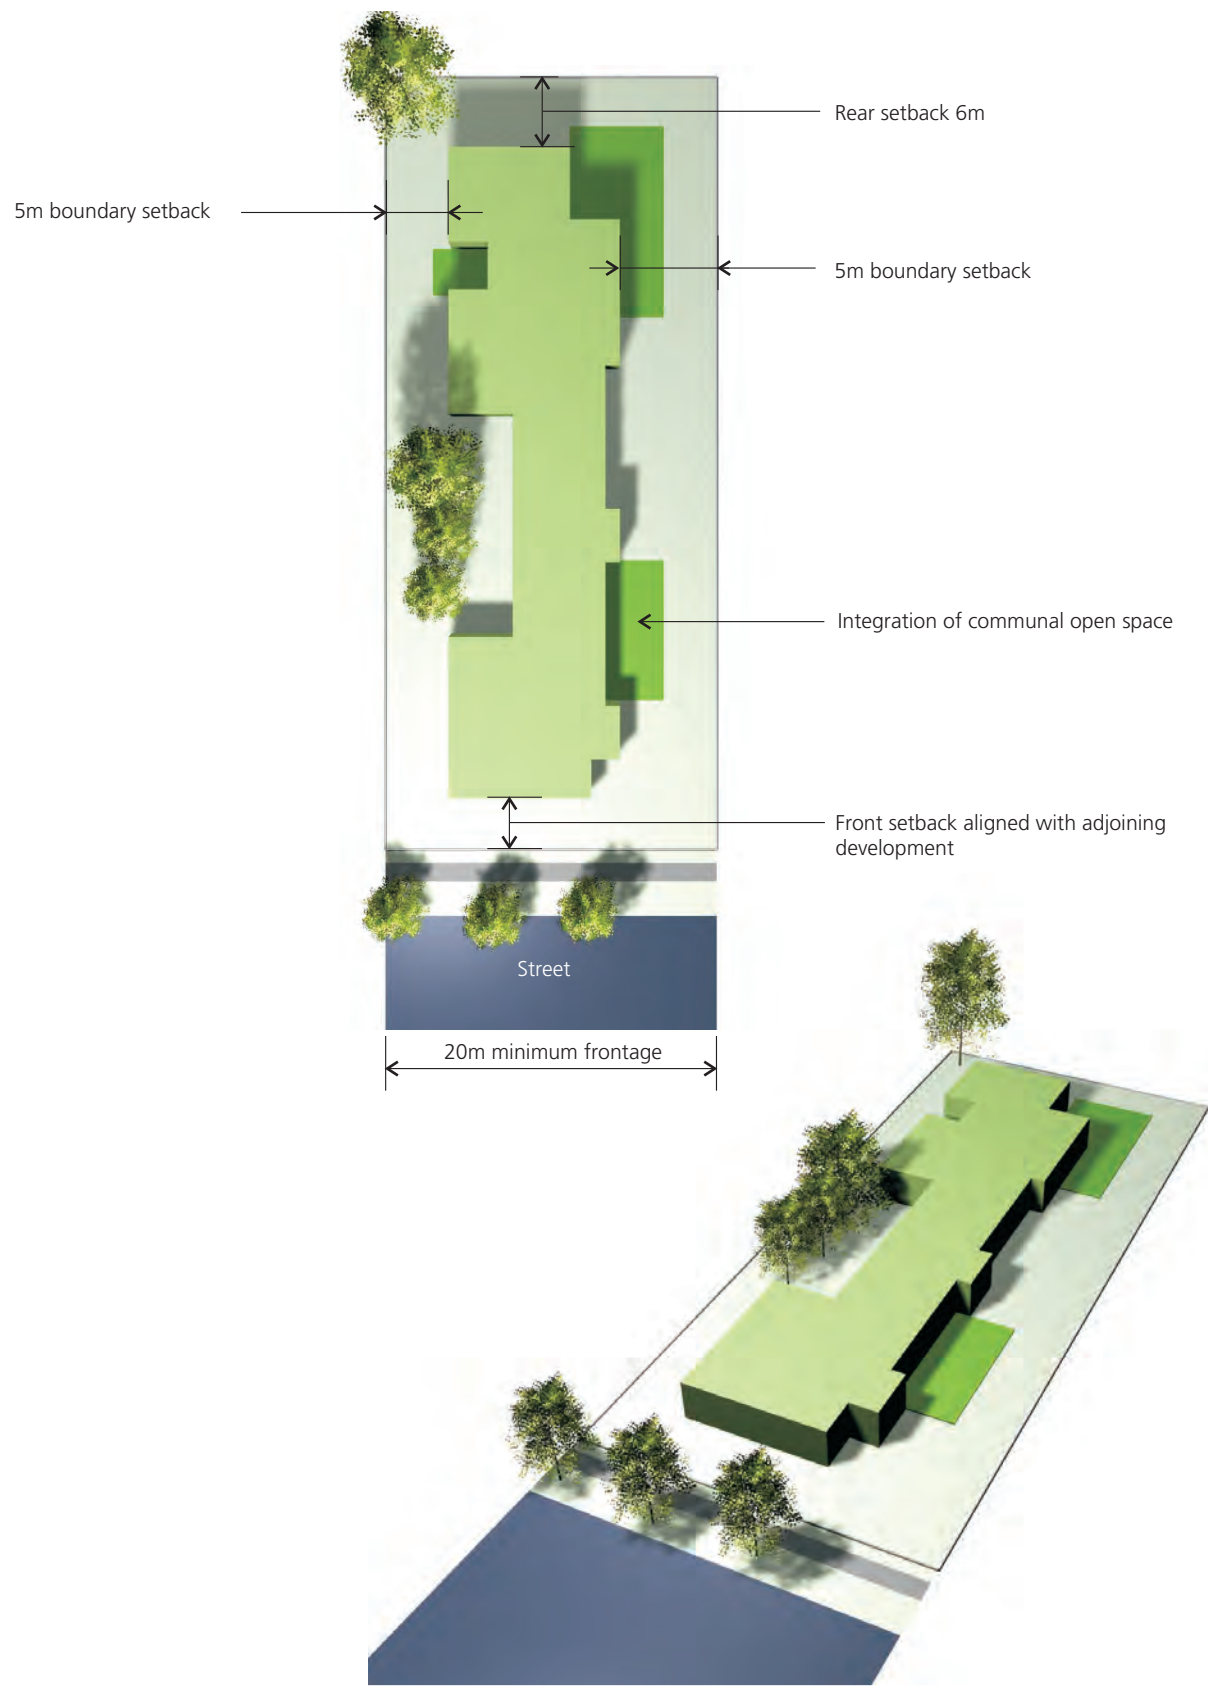 Rear setback 6m
5m boundary setback
5m boundary setback
Integration of communal open space
Front setback aligned with adjoining
development
Street
20m minimum frontage